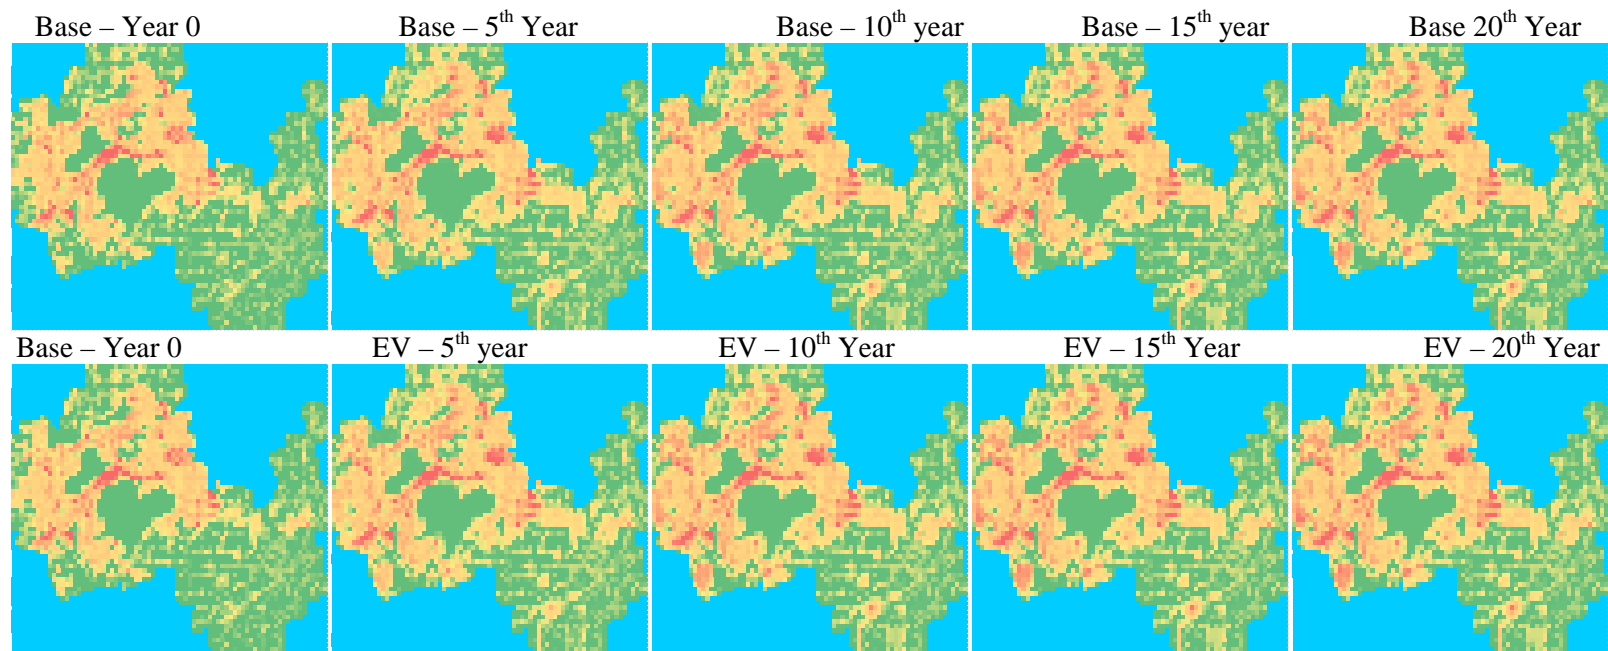 Base – Year 0 Base – 5th Year Base – 10th year Base – 15th year Base 20th Year
Base – Year 0 EV – 5th year EV – 10th Year EV – 15th Year EV – 20th Year